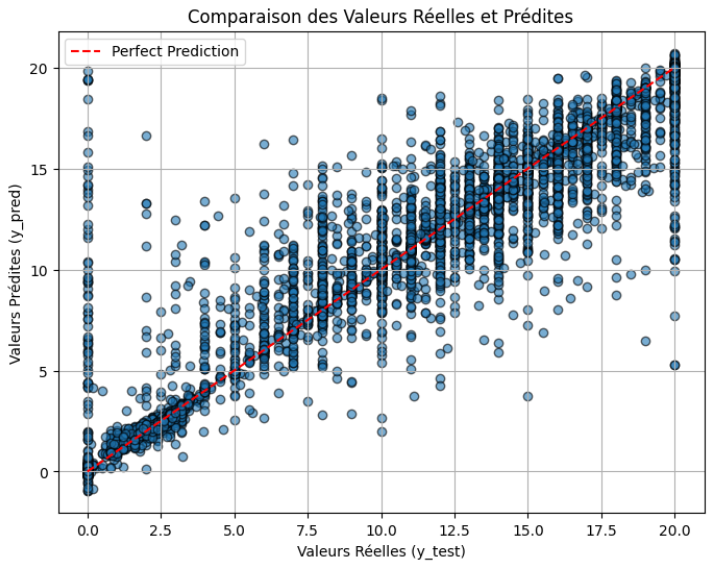 Comparaison des Valeurs Réelles et Prédites
Perfect Prediction
Valeurs Prédites (y_pred)
20
15
10
5
0
0.0 2.5 5.0 7.5 10.0 12.5 15.0 17.5 20.0
Valeurs Réelles (y_test)